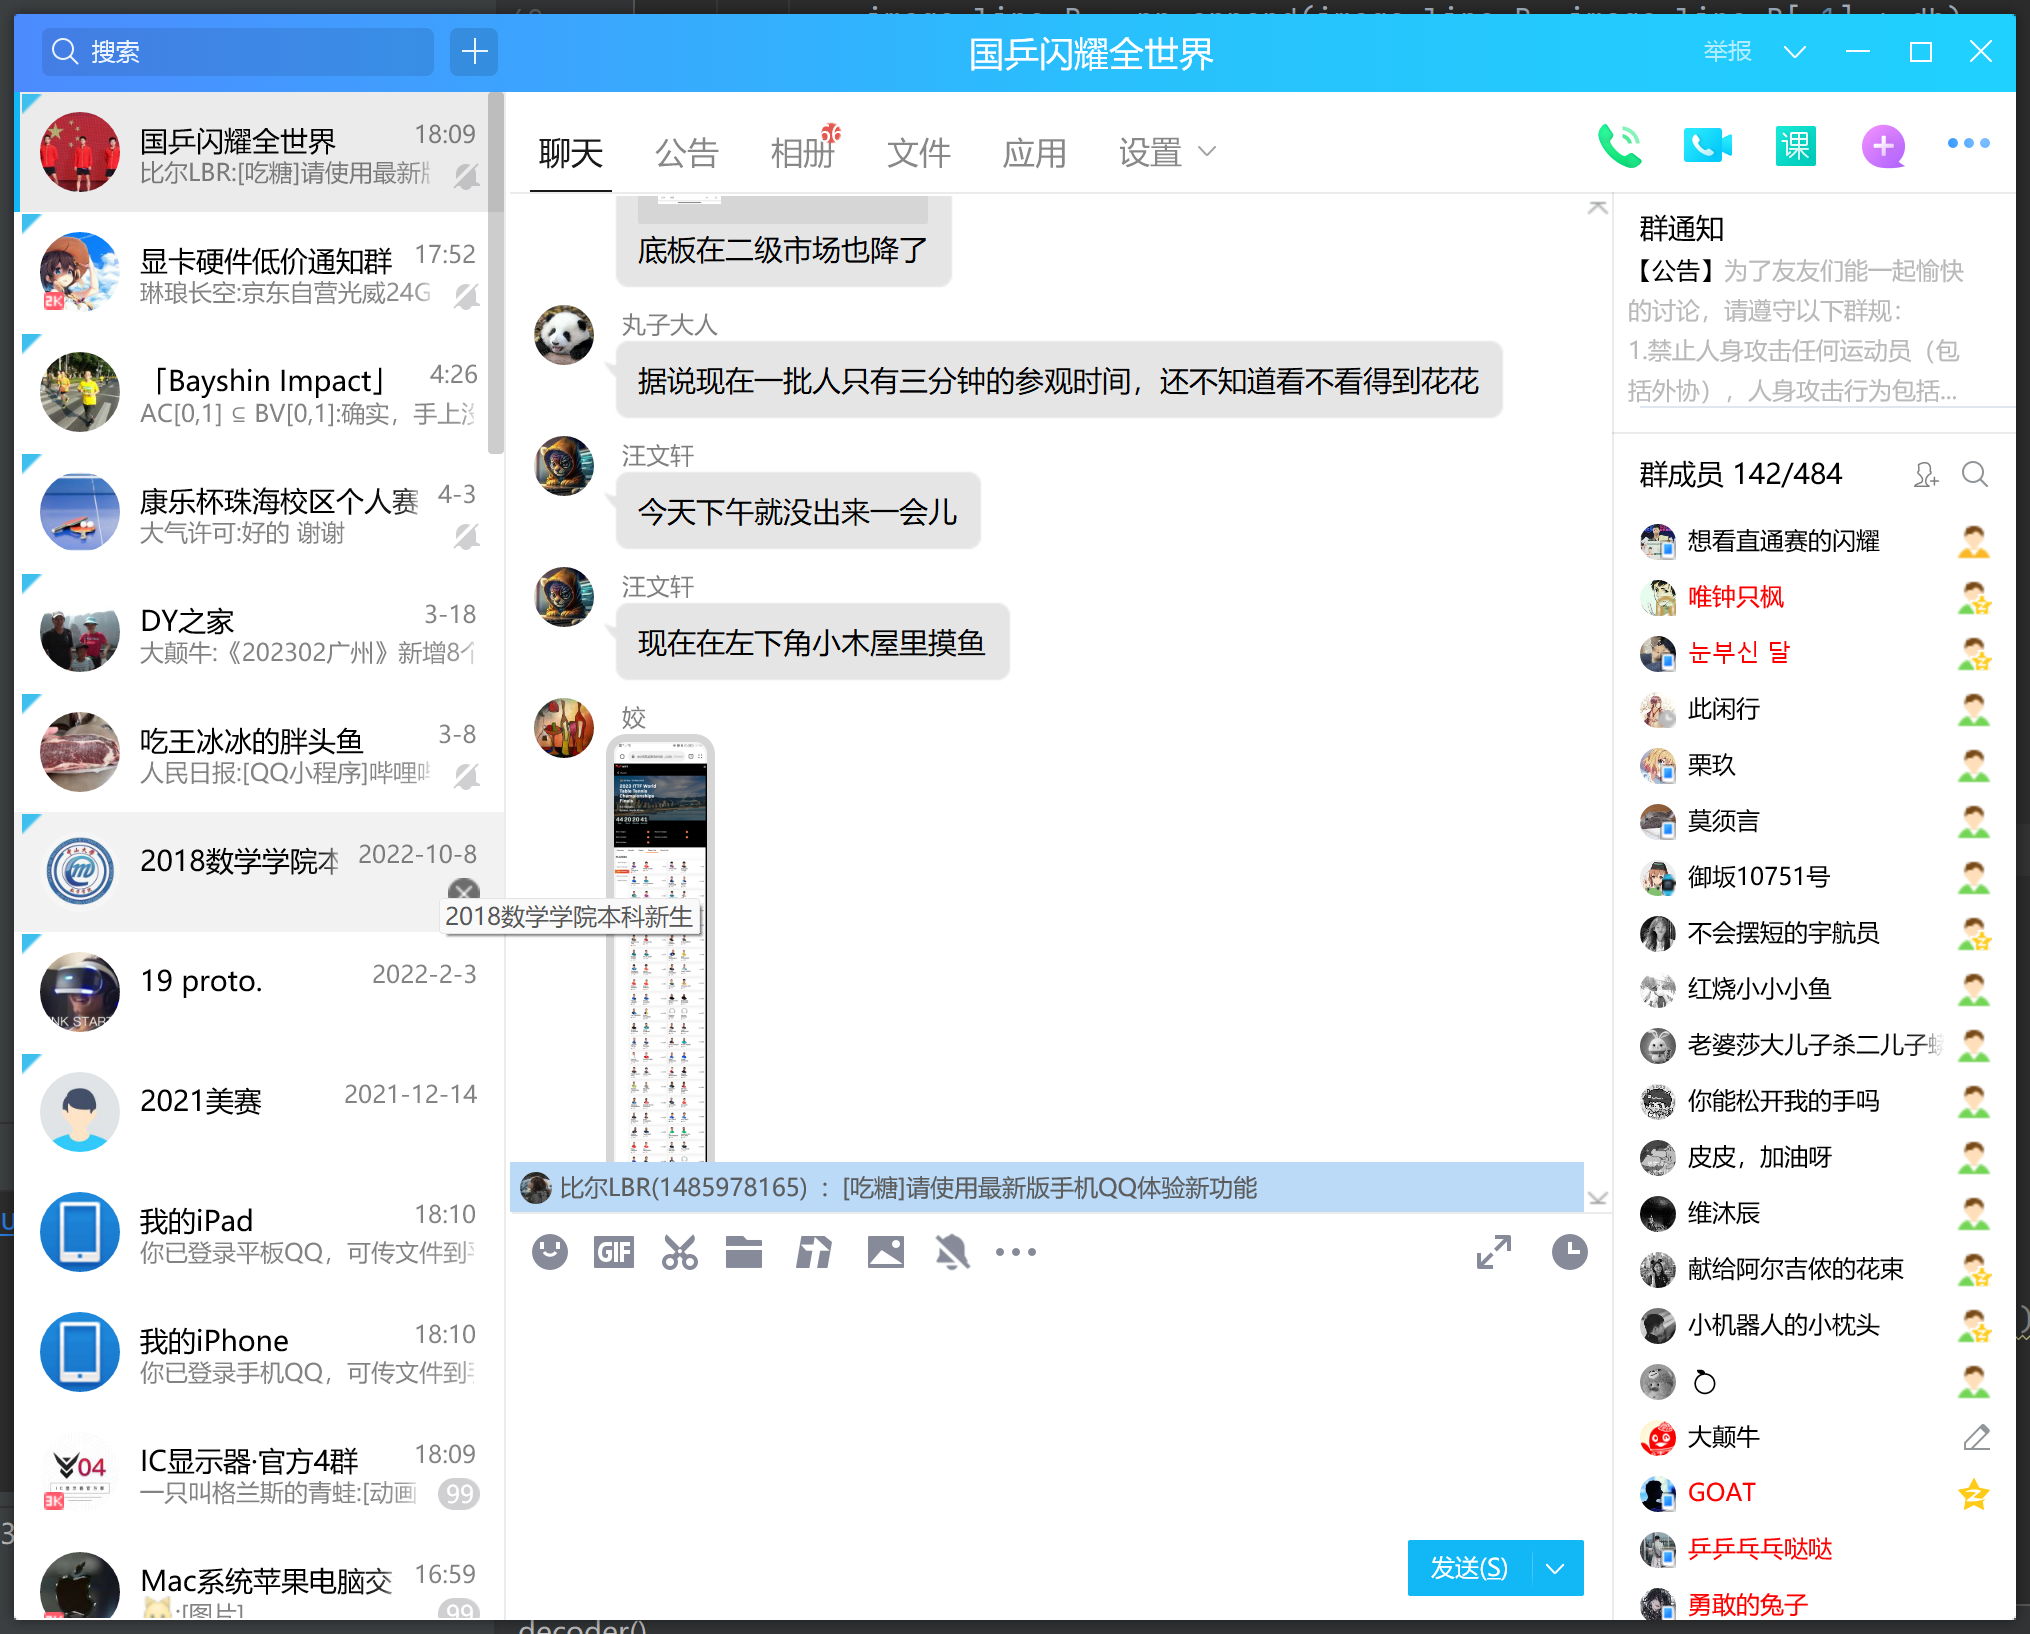 搜索
国乒闪耀全世界
举报
国乒闪耀全世界
18:09
比尔LBR:[吃糖]请使用最新
显卡硬件低价通知群
17:52
琳琅长空:京东自营光威24G
2K
「Bayshin Impact」
4:26
AC[0,1] ⊆ BV[0,1]:确实，手上
康乐杯珠海校区个人赛
4-3
大气许可:好的 谢谢
DY之家
3-18
大颠牛:《202302广州》新增8个
吃王冰冰的胖头鱼
3-8
人民日报:[QQ小程序]哔哩
2018数学学院本
2022-10-8
2018数学学院本科新生
19 proto.
2022-2-3
NK START
2021美赛
2021-12-14
我的iPad
18:10
你已登录平板QQ，可传文件到
我的iPhone
18:10
你已登录手机QQ，可传文件到
IC显示器·官方4群
18:09
一只叫格兰斯的青蛙:[动画
99
04
3K
Mac系统苹果电脑交
16:59
:[图片]
99
聊天
公告
相册
文件
应用
设置
课
底板在二级市场也降了
丸子大人
据说现在一批人只有三分钟的参观时间，还不知道看不看得到花花
汪文轩
今天下午就没出来一会儿
汪文轩
现在在左下角小木屋里摸鱼
姣
2023 ITTF World
Table Tennis
Championships
Finals
44 20 20 41
比尔LBR(1485978165) ：[吃糖]请使用最新版手机QQ体验新功能
GIF
发送(S)
群通知
【公告】为了友友们能一起愉快
的讨论，请遵守以下群规：
1.禁止人身攻击任何运动员（包
括外协），人身攻击行为包括...
群成员 142/484
想看直通赛的闪耀
唯钟只枫
눈부신 달
此闲行
栗玖
莫须言
御坂10751号
不会摆短的宇航员
红烧小小小鱼
老婆莎大儿子杀二儿子
你能松开我的手吗
皮皮，加油呀
维沐辰
献给阿尔吉侬的花束
小机器人的小枕头
大颠牛
GOAT
乒乒乓乓哒哒
勇敢的兔子
decoder()